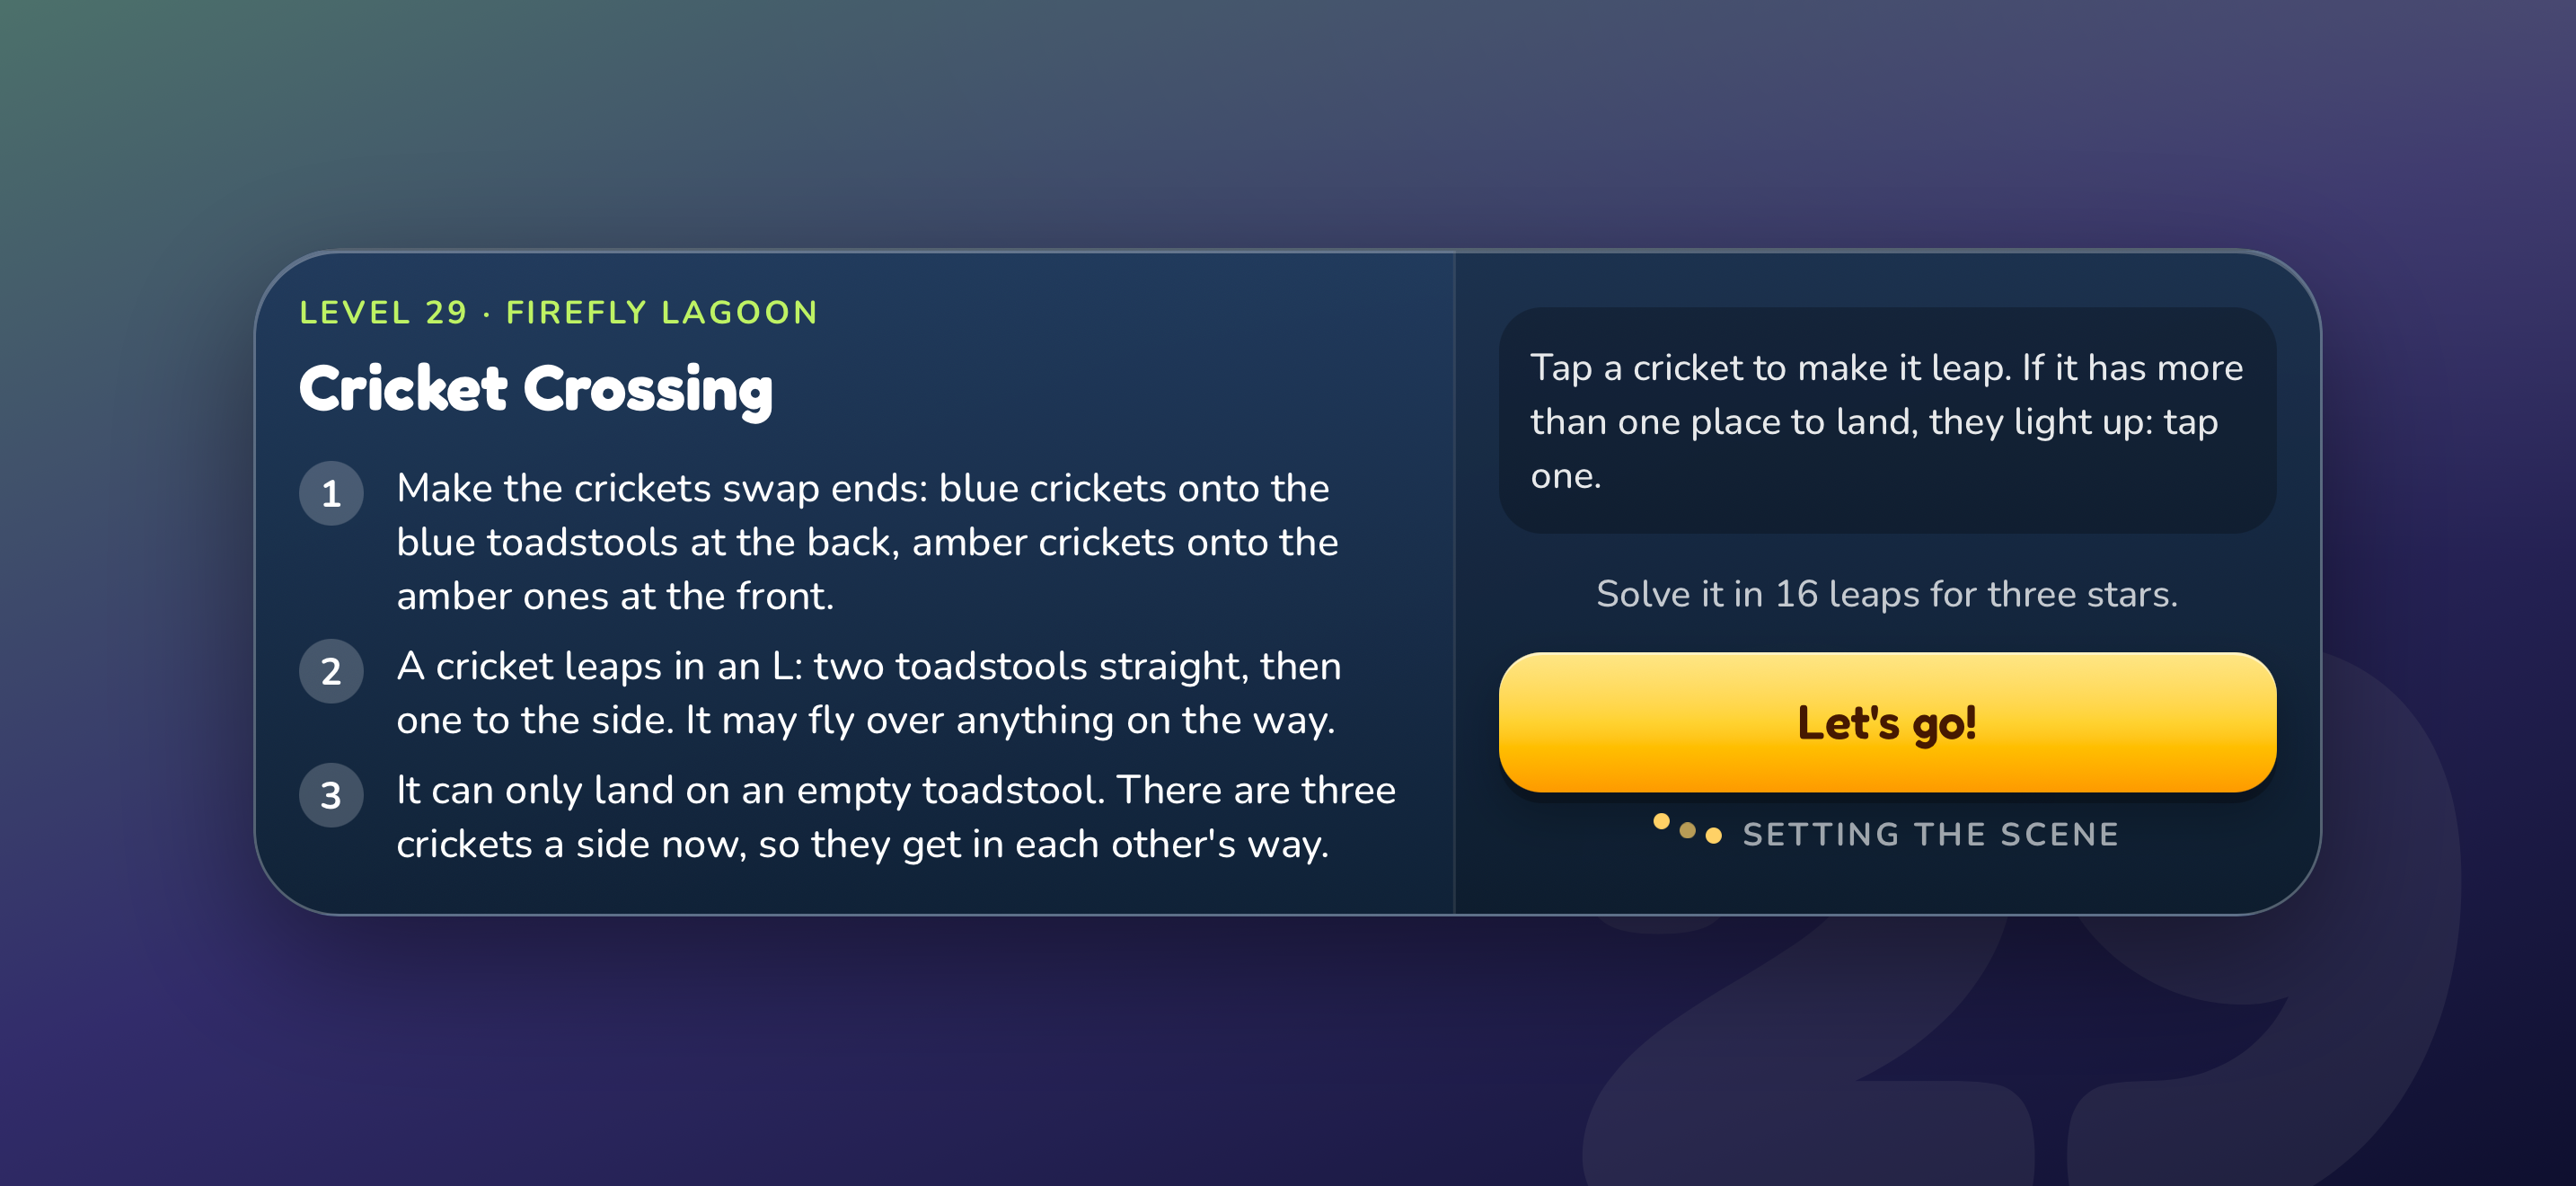 LEVEL 29 · FIREFLY LAGOON
Cricket Crossing
1
Make the crickets swap ends: blue crickets onto the
blue toadstools at the back, amber crickets onto the
amber ones at the front.
2
A cricket leaps in an L: two toadstools straight, then
one to the side. It may fly over anything on the way.
3
It can only land on an empty toadstool. There are three
crickets a side now, so they get in each other's way.
Tap a cricket to make it leap. If it has more
than one place to land, they light up: tap
one.
Solve it in 16 leaps for three stars.
Let's go!
SETTING THE SCENE
29